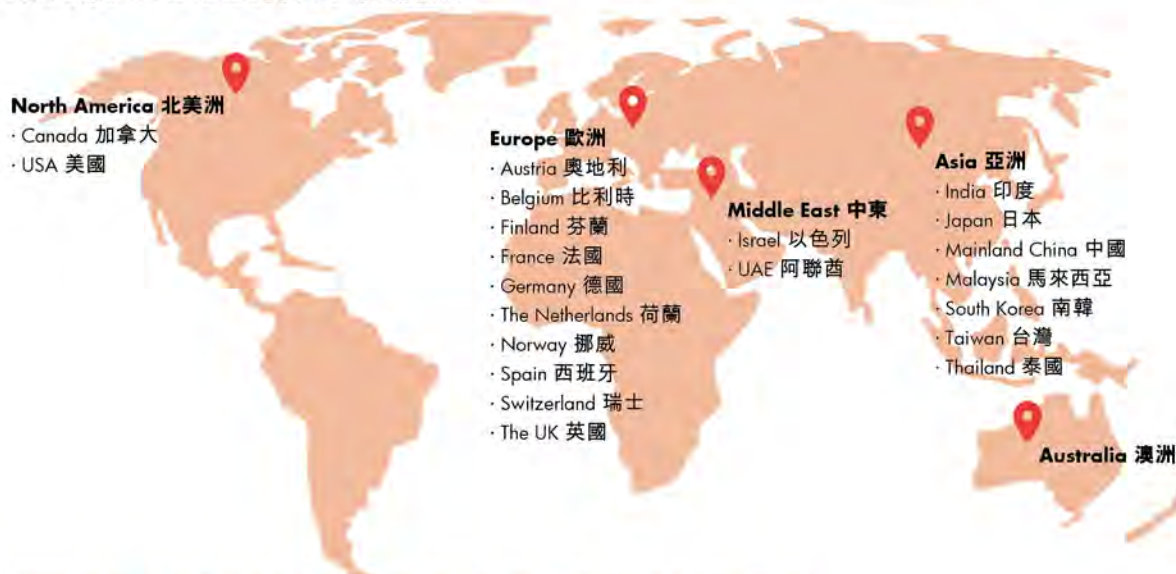 North America 北美洲
· Canada 加拿大
· USA 美國
Europe 歐洲
· Austria 奧地利
· Belgium 比利時
· Finland 芬蘭
· France 法國
· Germany 德國
· The Netherlands 荷蘭
· Norway 挪威
· Spain 西班牙
· Switzerland 瑞士
· The UK 英國
Middle East 中東
· Israel 以色列
· UAE 阿聯酋
Asia 亞洲
· India 印度
· Japan 日本
· Mainland China 中國
· Malaysia 馬來西亞
· South Korea 南韓
· Taiwan 台灣
· Thailand 泰國
Australia 澳洲